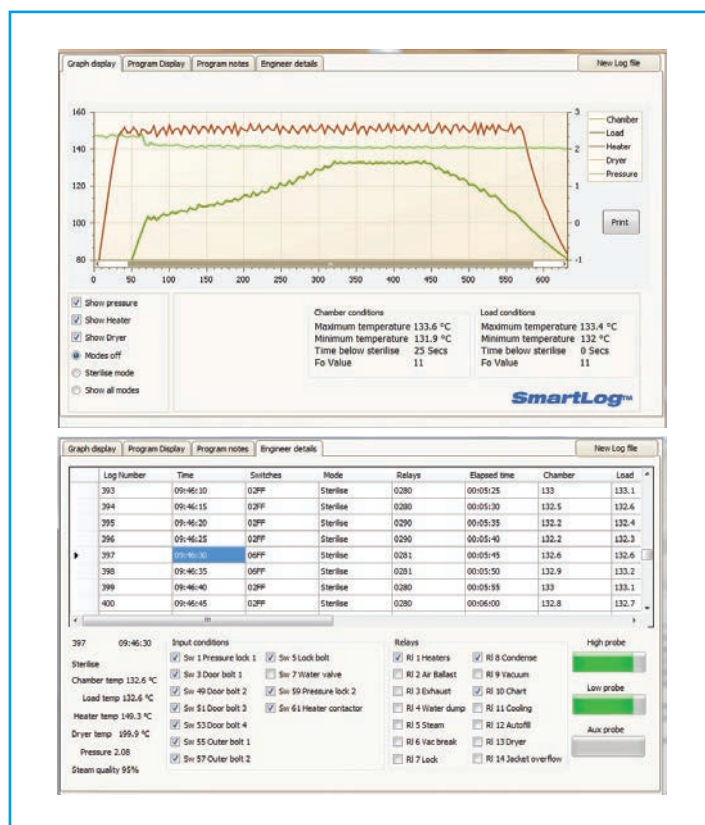 Graph display Program Display Program notes Engineer details New Log file
160
140
120
100
80
3
2
1
0
-1
0 50 100 150 200 250 300 350 400 450 500 550 600
Chamber
Load
Heater
Dryer
Pressure
Print
Show pressure
Show Heater
Show Dryer
Modes off
Sterilise mode
Show all modes
Chamber conditions
Maximum temperature 133.6 °C
Minimum temperature 131.9 °C
Time below sterilise 25 Secs
Fo Value 11
Load conditions
Maximum temperature 133.4 °C
Minimum temperature 132 °C
Time below sterilise 0 Secs
Fo Value 11
SmartLog™
Graph display Program Display Program notes Engineer details New Log file
Log Number Time Switches Mode Relays Elapsed time Chamber Load
393 09:46:10 02FF Sterilise 0280 00:05:25 133 133.1
394 09:46:15 02FF Sterilise 0280 00:05:30 132.5 132.6
395 09:46:20 02FF Sterilise 0290 00:05:35 132.2 132.4
396 09:46:25 02FF Sterilise 0290 00:05:40 132.2 132.3
397 09:46:30 06FF Sterilise 0281 00:05:45 132.6 132.6
398 09:46:35 06FF Sterilise 0281 00:05:50 132.9 133.2
399 09:46:40 02FF Sterilise 0280 00:05:55 133 133.1
400 09:46:45 02FF Sterilise 0280 00:06:00 132.8 132.7
397 09:46:30
Sterilise
Chamber temp 132.6 °C
Load temp 132.6 °C
Heater temp 149.3 °C
Dryer temp 199.9 °C
Pressure 2.08
Steam quality 95%
Input conditions
Sw 1 Pressure lock 1
Sw 3 Door bolt 1
Sw 49 Door bolt 2
Sw 51 Door bolt 3
Sw 53 Door bolt 4
Sw 55 Outer bolt 1
Sw 57 Outer bolt 2
Sw 5 Lock bolt
Sw 7 Water valve
Sw 59 Pressure lock 2
Sw 61 Heater contactor
Relays
Rl 1 Heaters
Rl 2 Air Ballast
Rl 3 Exhaust
Rl 4 Water dump
Rl 5 Steam
Rl 6 Vac break
Rl 7 Lock
Rl 8 Condense
Rl 9 Vacuum
Rl 10 Chart
Rl 11 Cooling
Rl 12 Autofill
Rl 13 Dryer
Rl 14 Jacket overflow
High probe
Low probe
Aux probe